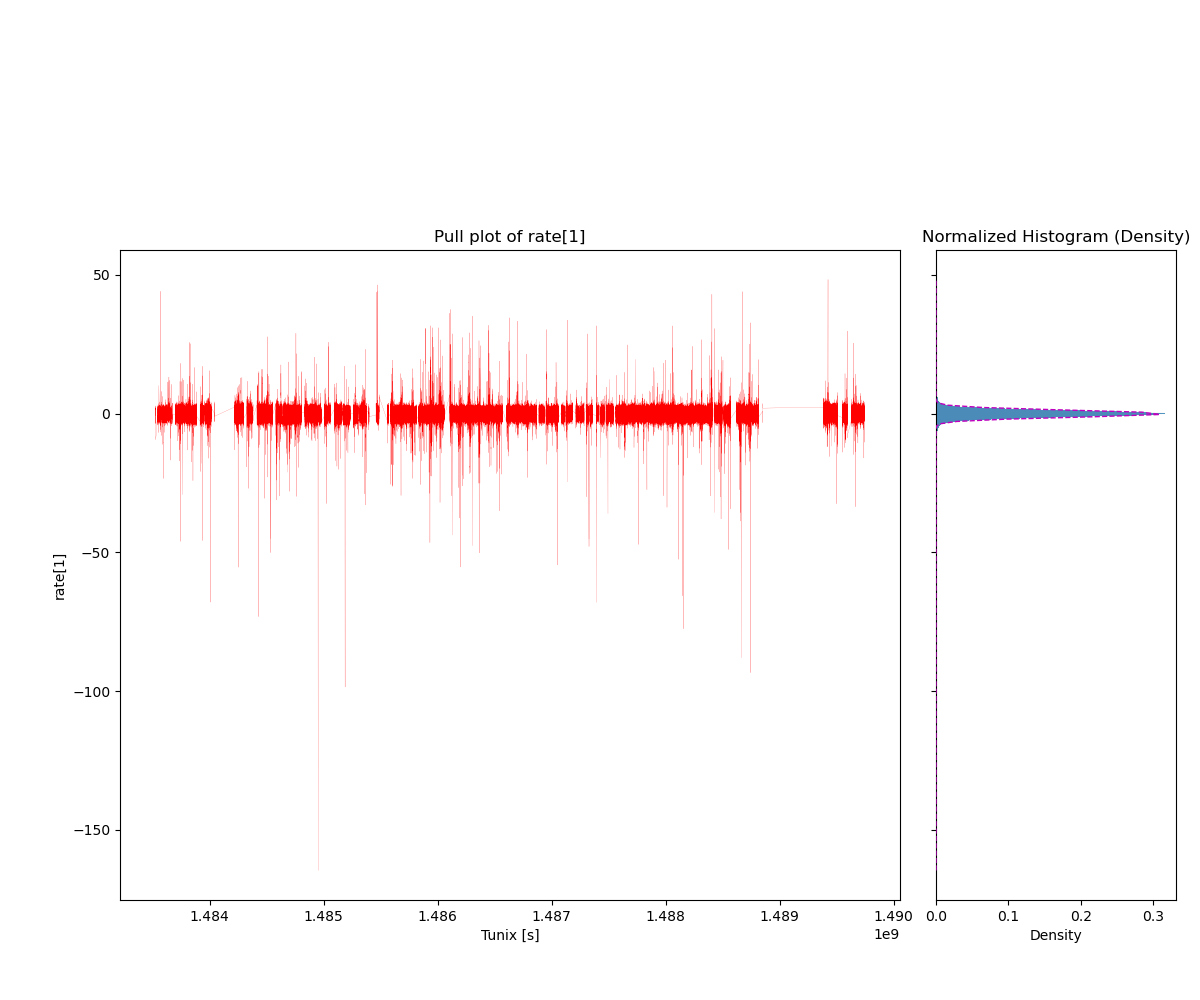 Pull plot of rate[1]
Normalized Histogram (Density)
50
0
−50
−100
−150
rate[1]
1.484 1.485 1.486 1.487 1.488 1.489 1.490
1e9
Tunix [s]
0.0 0.1 0.2 0.3
Density